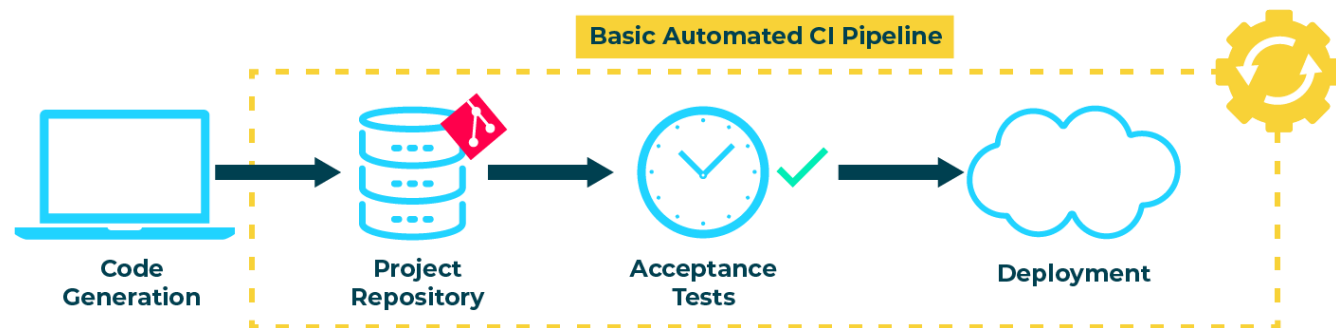 Basic Automated CI Pipeline
Code
Generation
Project
Repository
Acceptance
Tests
Deployment